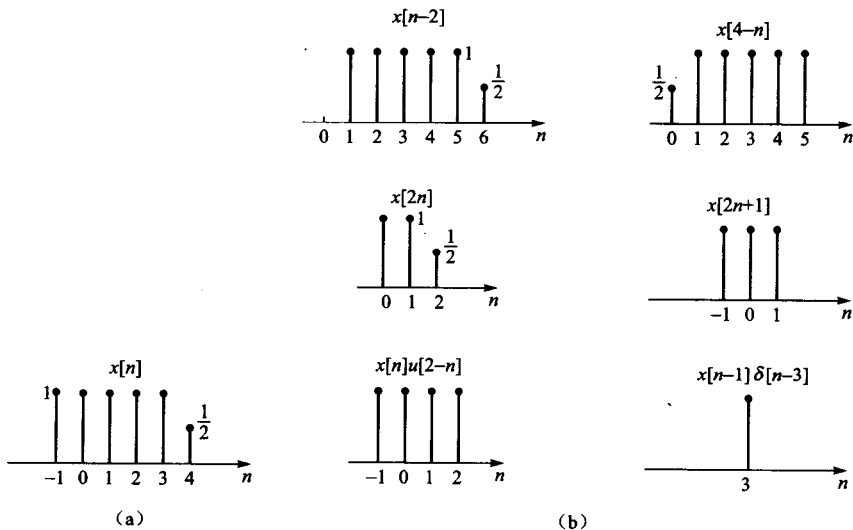 x[n−2]
x[4−n]
1
1/2
1/2
0 1 2 3 4 5 6 n
0 1 2 3 4 5 n
x[2n]
x[2n+1]
1
1/2
0 1 2 n
−1 0 1 n
x[n]
x[n]u[2−n]
x[n−1]δ[n−3]
1
1/2
−1 0 1 2 3 4 n
−1 0 1 2 n
3 n
(a)
(b)